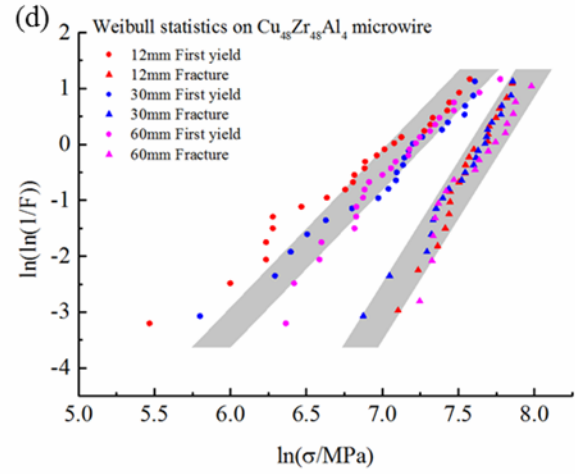 (d)
Weibull statistics on Cu48Zr48Al4 microwire
12mm First yield
12mm Fracture
30mm First yield
30mm Fracture
60mm First yield
60mm Fracture
ln(ln(1/F))
2
1
0
-1
-2
-3
-4
5.0 5.5 6.0 6.5 7.0 7.5 8.0
ln(σ/MPa)